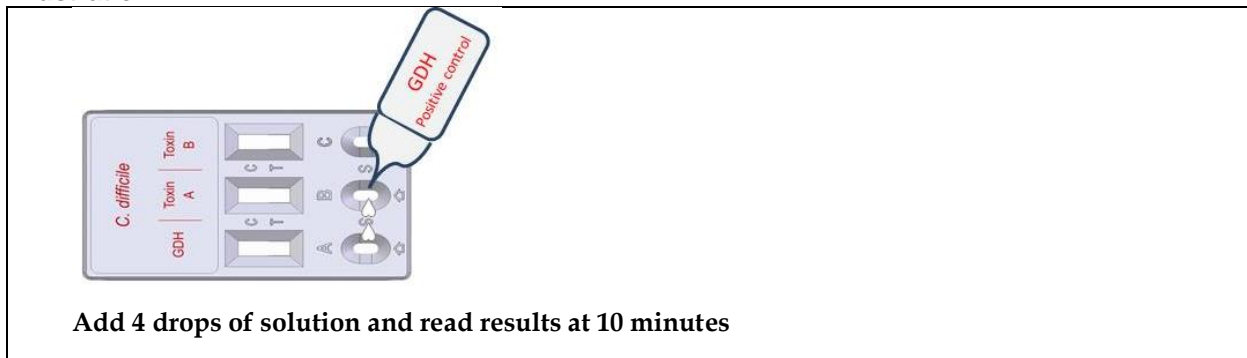 GDH
Positive control
C. difficile
GDH
Toxin
A
Toxin
B
C T
C T
A
B
C
S
S
Add 4 drops of solution and read results at 10 minutes